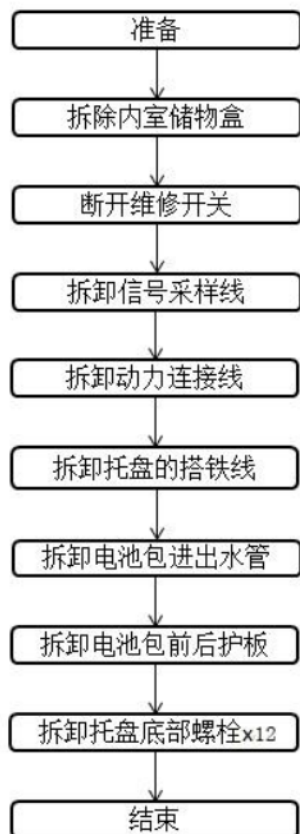 准备
拆除内室储物盒
断开维修开关
拆卸信号采样线
拆卸动力连接线
拆卸托盘的搭铁线
拆卸电池包进出水管
拆卸电池包前后护板
拆卸托盘底部螺栓x12
结束